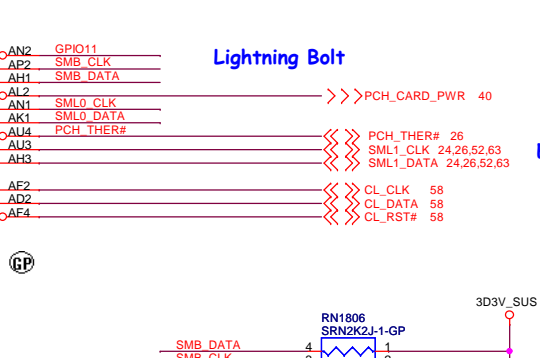 Lightning Bolt
AN2 GPIO11
AP2 SMB_CLK
AH1 SMB_DATA
AL2 PCH_CARD_PWR 40
AN1 SML0_CLK
AK1 SML0_DATA
AU4 PCH_THER# PCH_THER# 26
AU3 SML1_CLK 24,26,52,63
AH3 SML1_DATA 24,26,52,63
AF2 CL_CLK 58
AD2 CL_DATA 58
AF4 CL_RST# 58
GP
3D3V_SUS
RN1806
SRN2K2J-1-GP
SMB_DATA 4 1
SMB_CLK